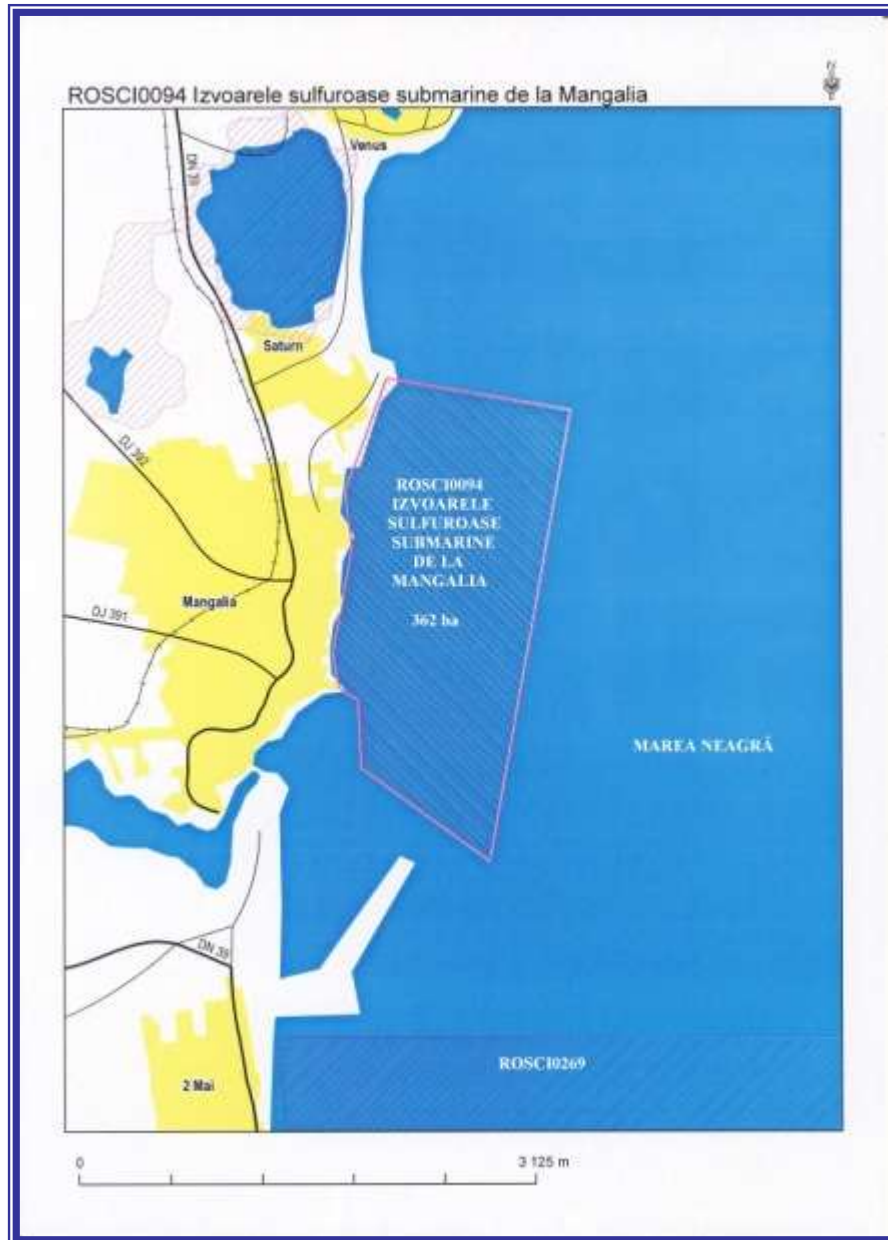 N
ROSCI0094 Izvoarele sulfuroase submarine de la Mangalia
Venus
DN 39
Saturn
DJ 392
ROSCI0094
IZVOARELE
SULFUROASE
SUBMARINE
DE LA
MANGALIA
362 ha
Mangalia
DJ 391
MAREA NEAGRĂ
DN 39
ROSCI0269
2 Mai
0
3 125 m